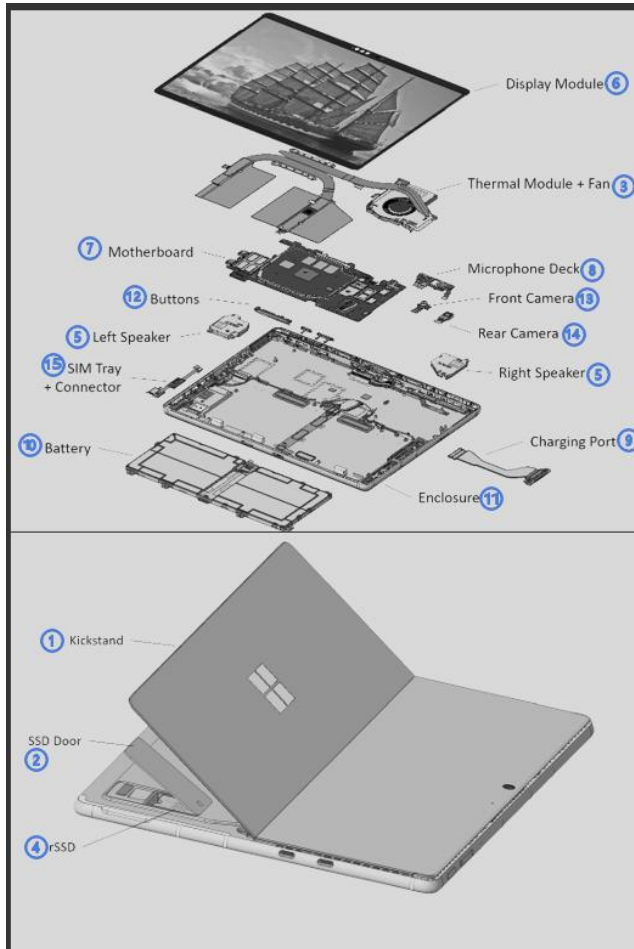 Display Module 6
Thermal Module + Fan 3
7 Motherboard
Microphone Deck 8
12 Buttons
Front Camera 13
5 Left Speaker
Rear Camera 14
15 SIM Tray
+ Connector
Right Speaker 5
10 Battery
Charging Port 9
Enclosure 11
1 Kickstand
SSD Door
2
4 rSSD